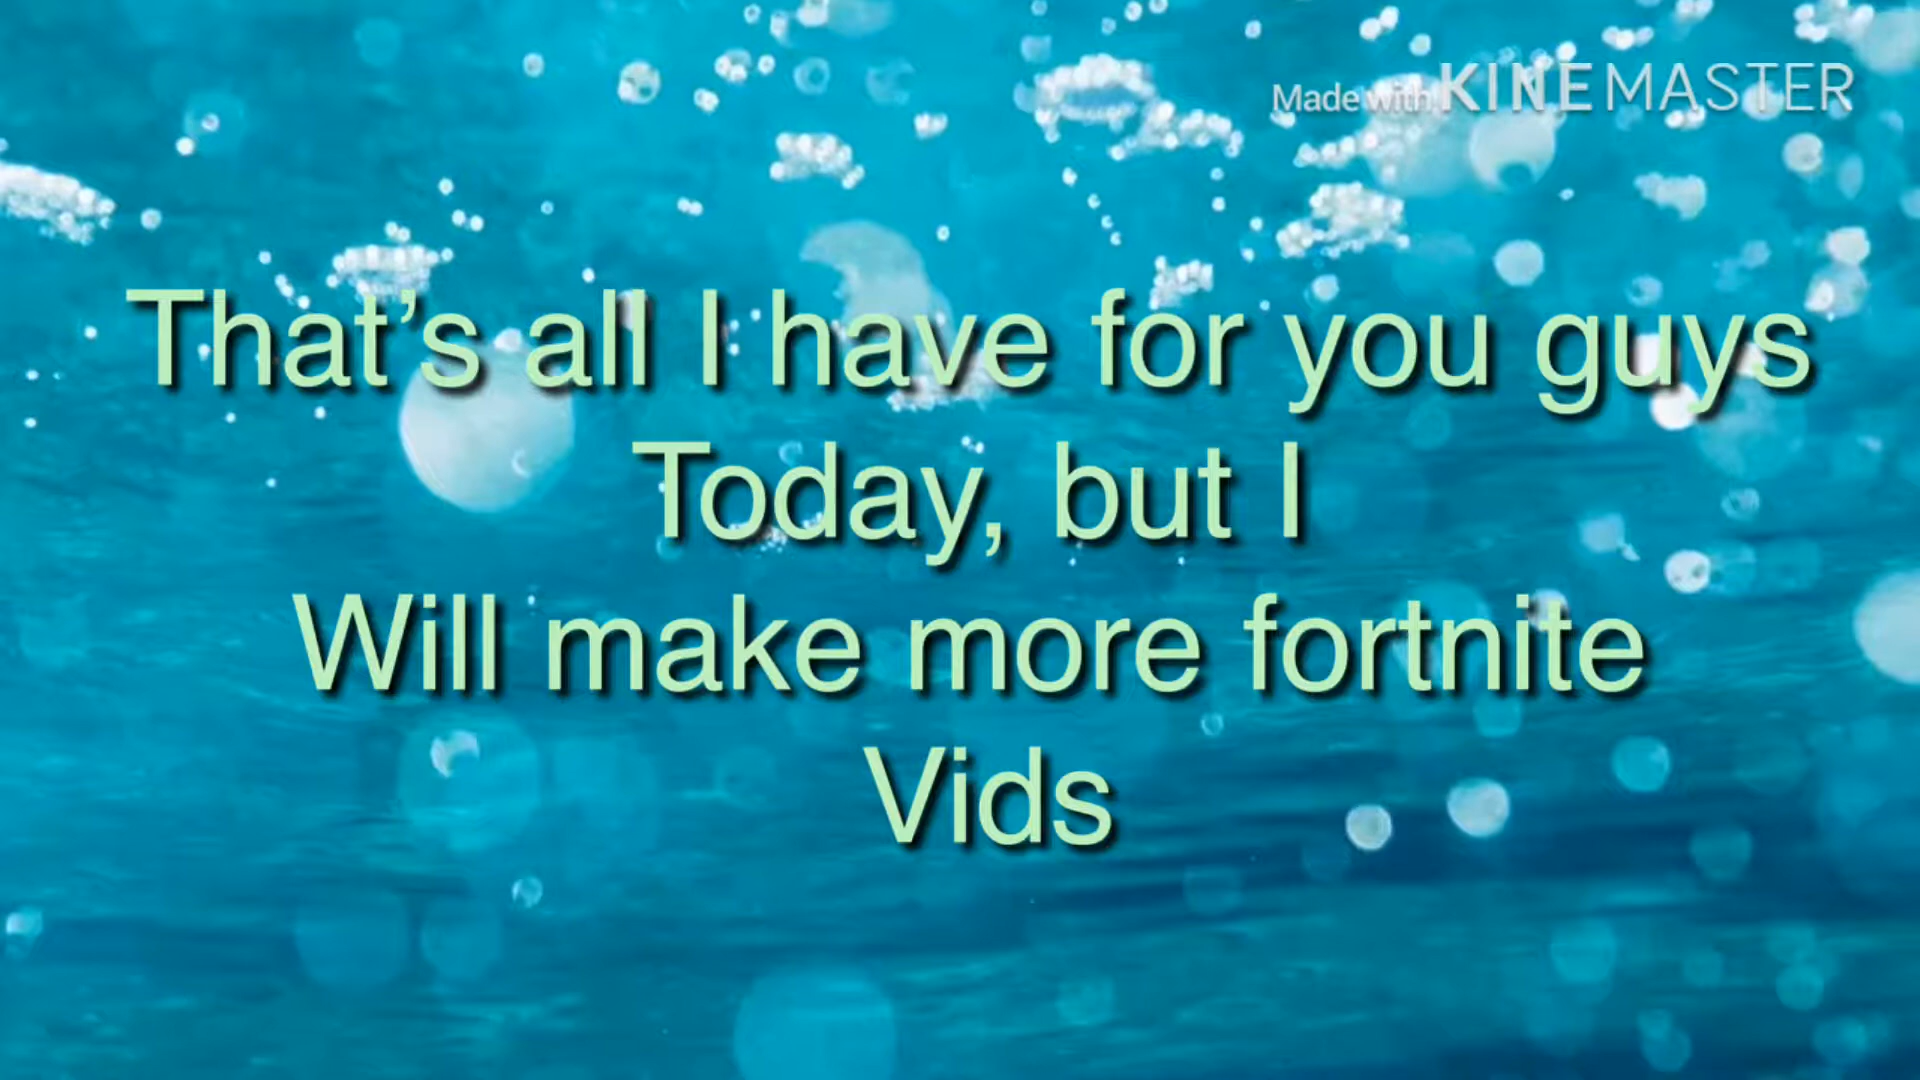 Made with KINEMASTER
That’s all I have for you guys
Today, but I
Will make more fortnite
Vids